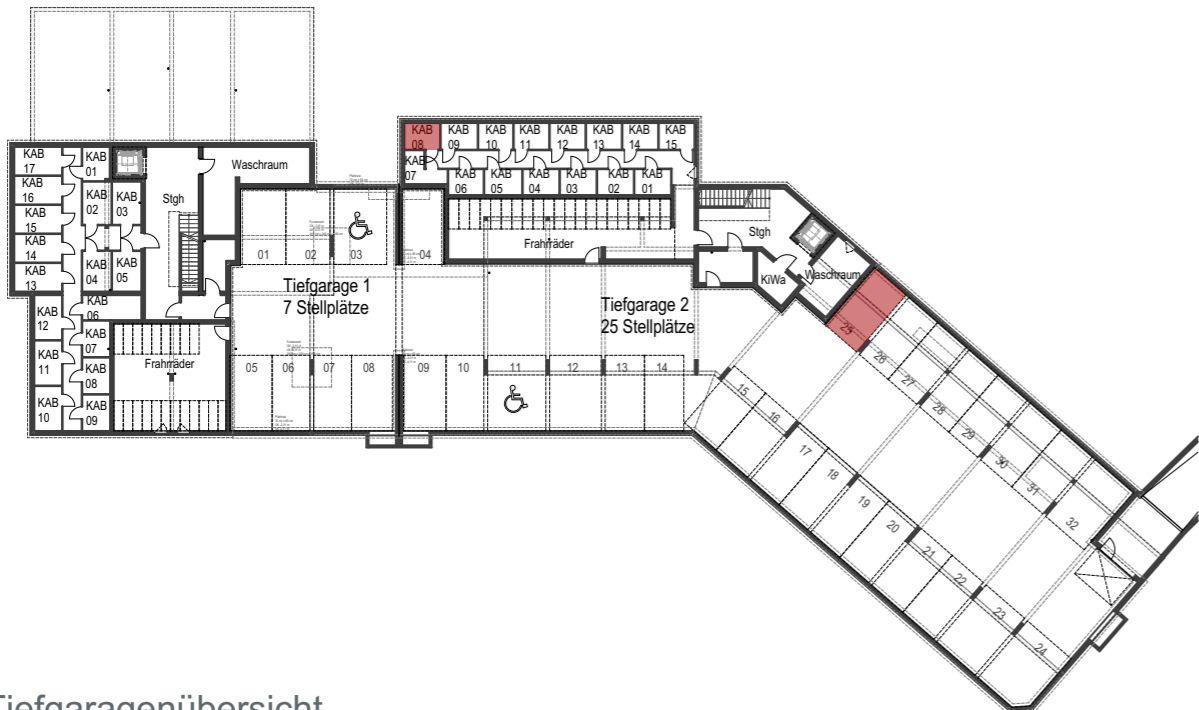 KAB
08
KAB
09
KAB
10
KAB
11
KAB
12
KAB
13
KAB
14
KAB
15
KAB
07
KAB
06
KAB
05
KAB
04
KAB
03
KAB
02
KAB
01
KAB
17
KAB
16
KAB
15
KAB
14
KAB
13
KAB
01
KAB
02
KAB
03
KAB
04
KAB
05
KAB
06
KAB
12
KAB
11
KAB
10
KAB
07
KAB
08
KAB
09
Stgh
Waschraum
Frahrräder
01
02
03
04
Tiefgarage 1
7 Stellplätze
Frahrräder
Tiefgarage 2
25 Stellplätze
Stgh
KiWa
Waschraum
05
06
07
08
09
10
11
12
13
14
15
16
17
18
19
20
21
22
23
24
25
26
27
28
29
30
31
32
Tiefgaragenübersicht